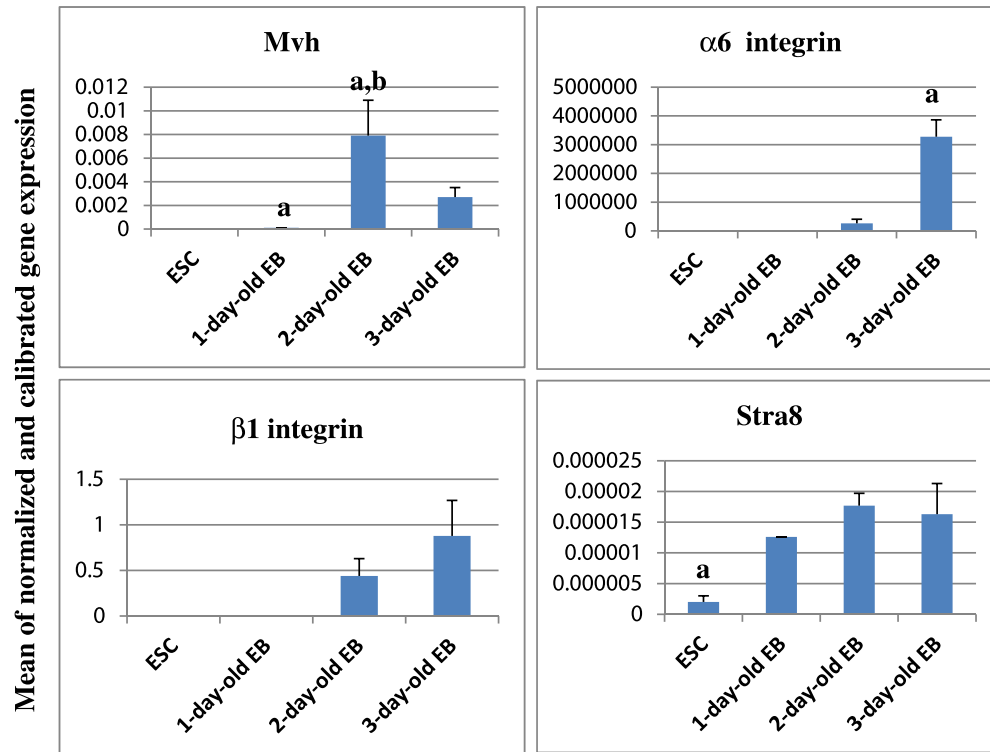 Mean of normalized and calibrated gene expression
Mvh
0.012
0.01
0.008
0.006
0.004
0.002
0
a
a,b
ESC
1-day-old EB
2-day-old EB
3-day-old EB
α6 integrin
5000000
4000000
3000000
2000000
1000000
0
a
ESC
1-day-old EB
2-day-old EB
3-day-old EB
β1 integrin
1.5
1
0.5
0
ESC
1-day-old EB
2-day-old EB
3-day-old EB
Stra8
0.000025
0.00002
0.000015
0.00001
0.000005
0
a
ESC
1-day-old EB
2-day-old EB
3-day-old EB